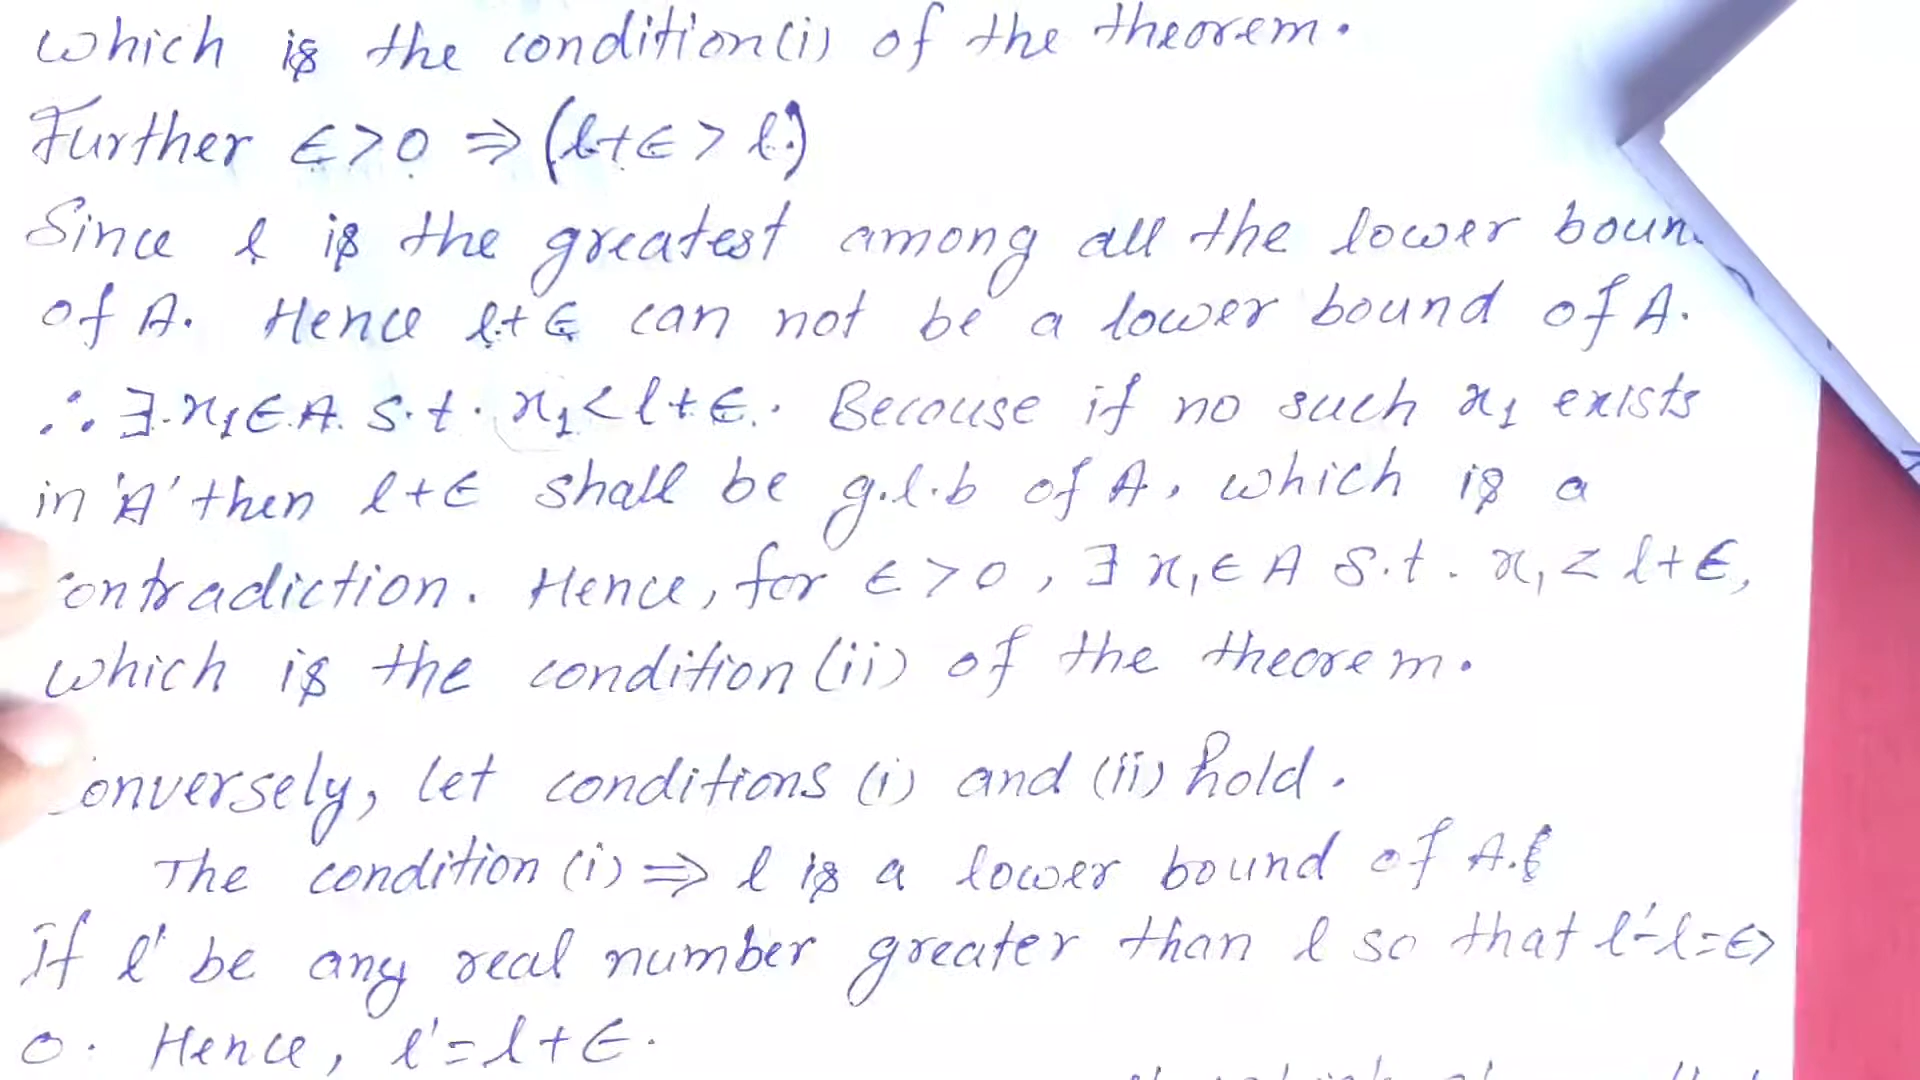 which is the condition (i) of the theorem.
Further ∈>0 ⇒ (l+∈ > l.)
Since l is the greatest among all the lower boun
of A. Hence l+∈ can not be a lower bound of A.
∴ ∃ x₁∈A. S.t. x₁<l+∈. Because if no such x₁ exists
in 'A' then l+∈ shall be g.l.b of A, which is a
ontradiction. Hence, for ∈>0, ∃ x₁∈A S.t. x₁<l+∈,
which is the condition (ii) of the theorem.
onversely, let conditions (i) and (ii) hold.
The condition (i) ⇒ l is a lower bound of A.
If l' be any real number greater than l so that l'-l=∈>
0. Hence, l'=l+∈.